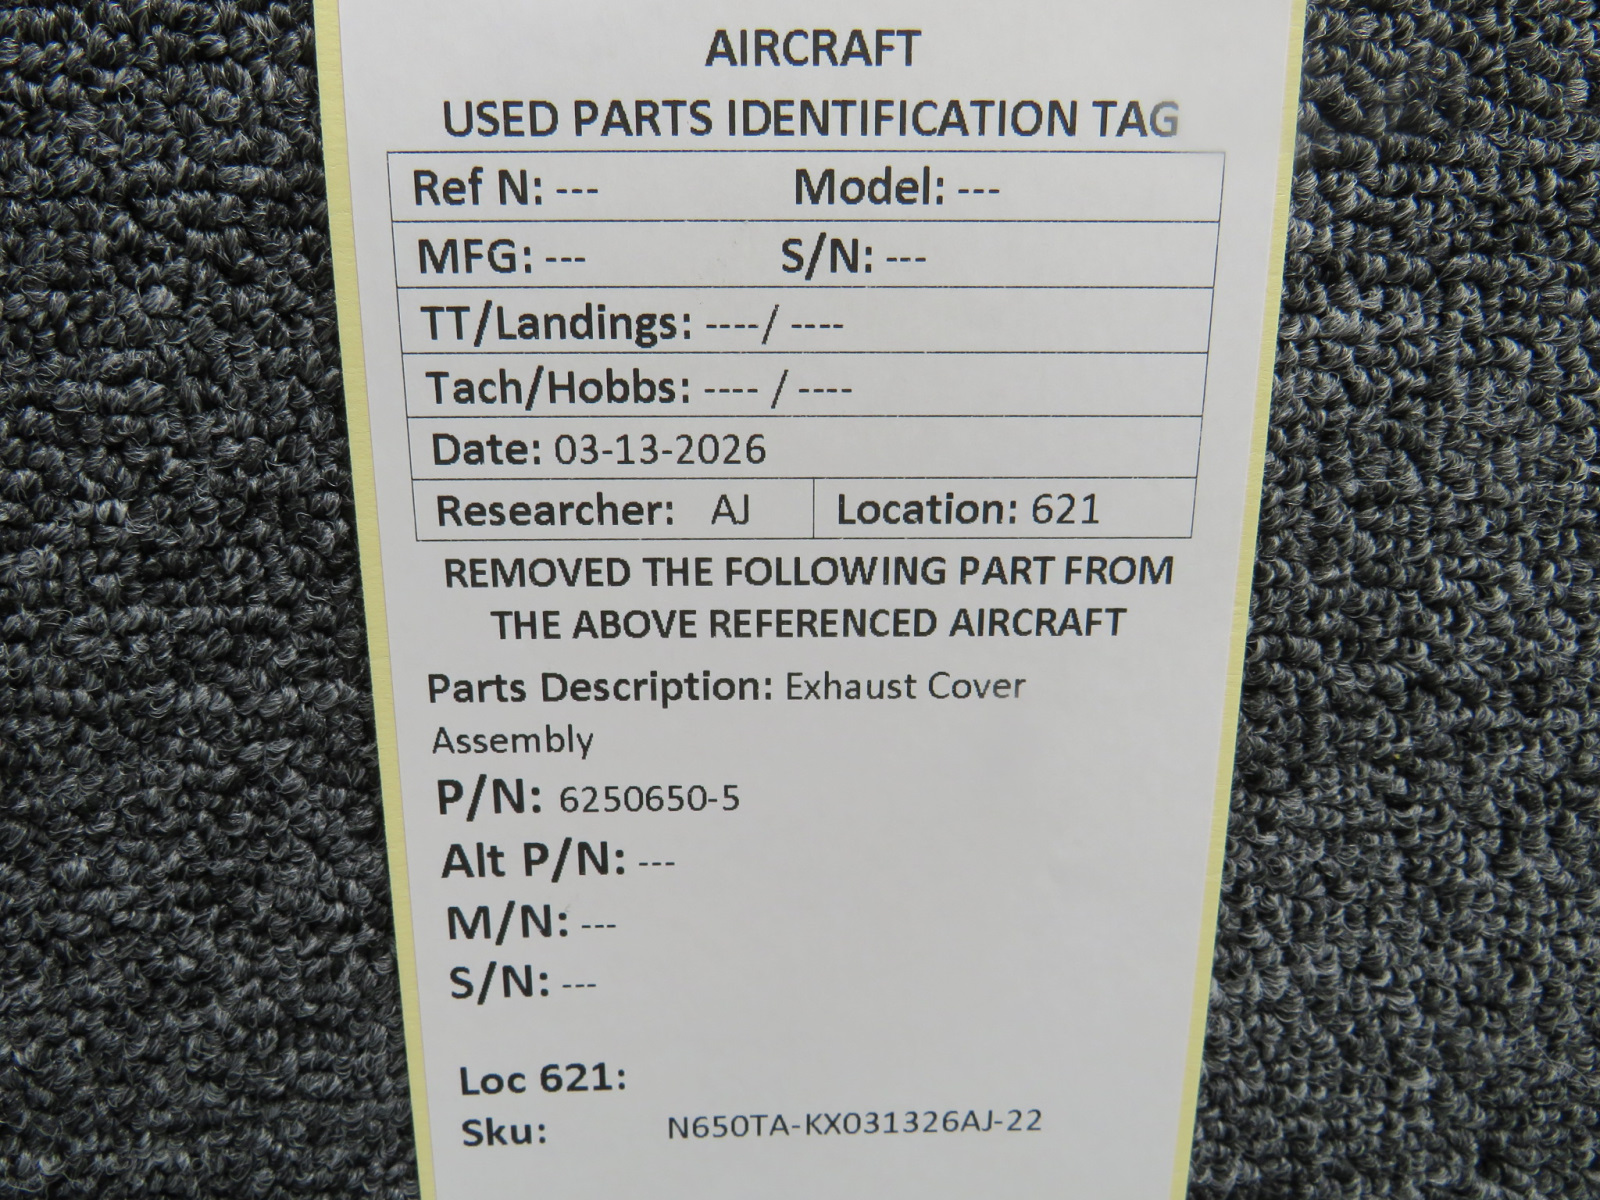 AIRCRAFT
USED PARTS IDENTIFICATION TAG
Ref N: --- Model: ---
MFG: --- S/N: ---
TT/Landings: ----/ ----
Tach/Hobbs: ---- / ----
Date: 03-13-2026
Researcher: AJ Location: 621
REMOVED THE FOLLOWING PART FROM
THE ABOVE REFERENCED AIRCRAFT
Parts Description: Exhaust Cover
Assembly
P/N: 6250650-5
Alt P/N: ---
M/N: ---
S/N: ---
Loc 621:
Sku: N650TA-KX031326AJ-22